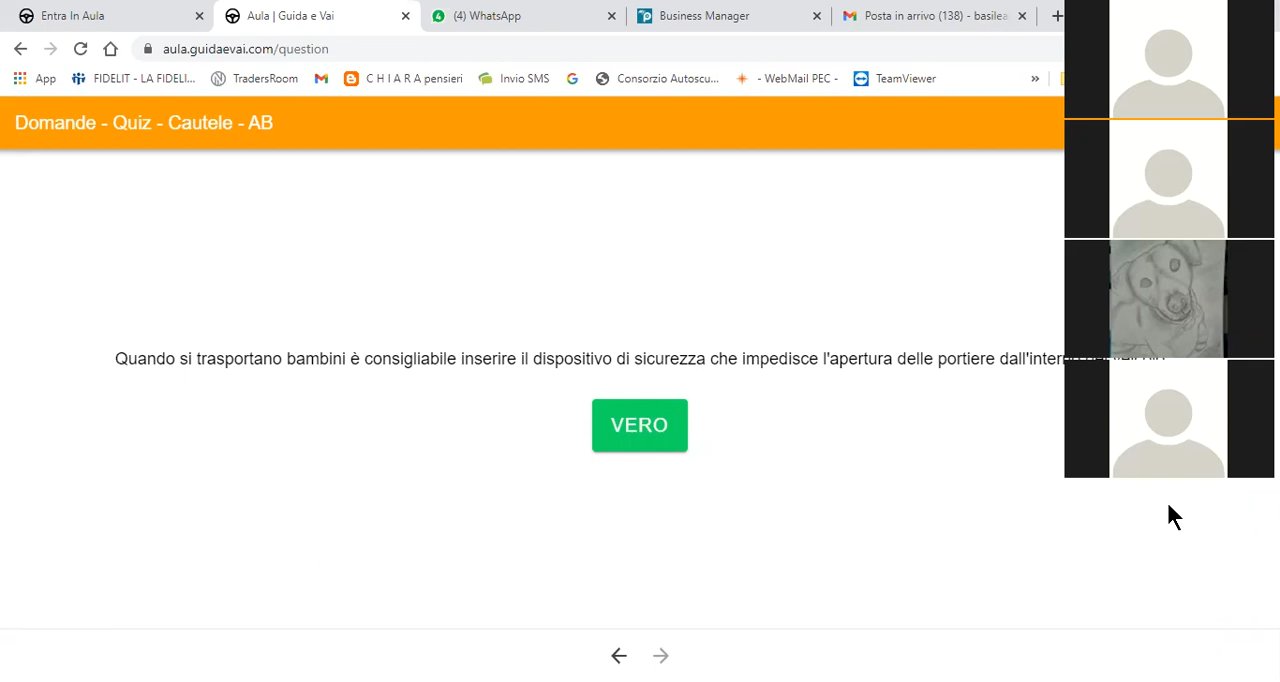 Entra In Aula
Aula | Guida e Vai
(4) WhatsApp
Business Manager
Posta in arrivo (138) - basilea
aula.guidaevai.com/question
App
FIDELIT - LA FIDELI...
TradersRoom
C H I A R A pensieri
Invio SMS
Consorzio Autoscu...
- WebMail PEC -
TeamViewer
»
Domande - Quiz - Cautele - AB
Quando si trasportano bambini è consigliabile inserire il dispositivo di sicurezza che impedisce l'apertura delle portiere
VERO